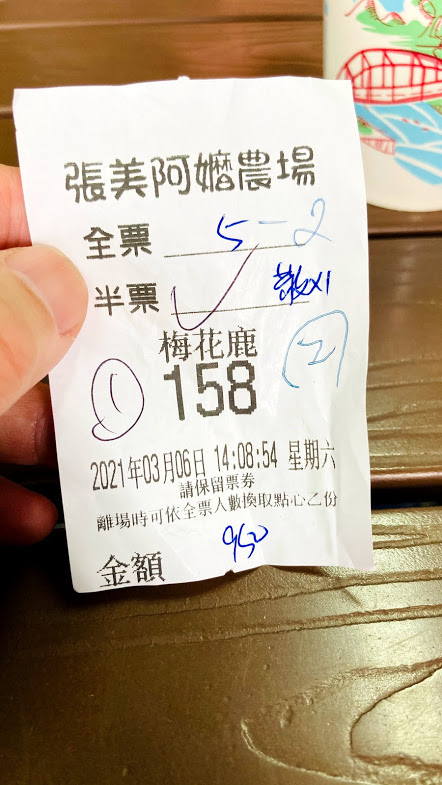 張美阿嬤農場
全票 5-2
半票
梅花鹿
① ②
158
2021年03月06日 14:08:54 星期六
請保留票券
離場時可依全票人數換取點心乙份
金額 950